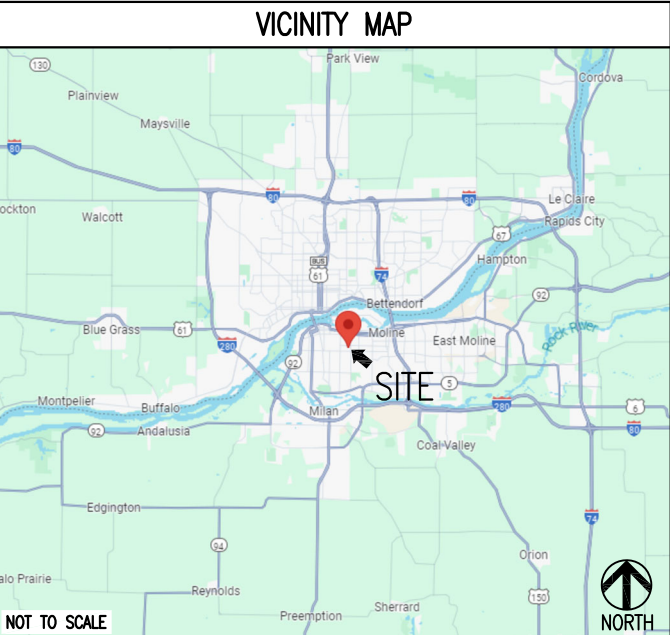 VICINITY MAP
Park View
130
Cordova
Plainview
Maysville
80
80
80
Le Claire
ockton
Walcott
Rapids City
67
Hampton
BUS
61
74
92
Bettendorf
Blue Grass
61
Moline
East Moline
Rock River
280
92
SITE
5
Montpelier
Buffalo
Milan
280
6
92
Andalusia
80
Coal Valley
Edgington
74
94
Orion
alo Prairie
Reynolds
150
Sherrard
Preemption
NOT TO SCALE
NORTH